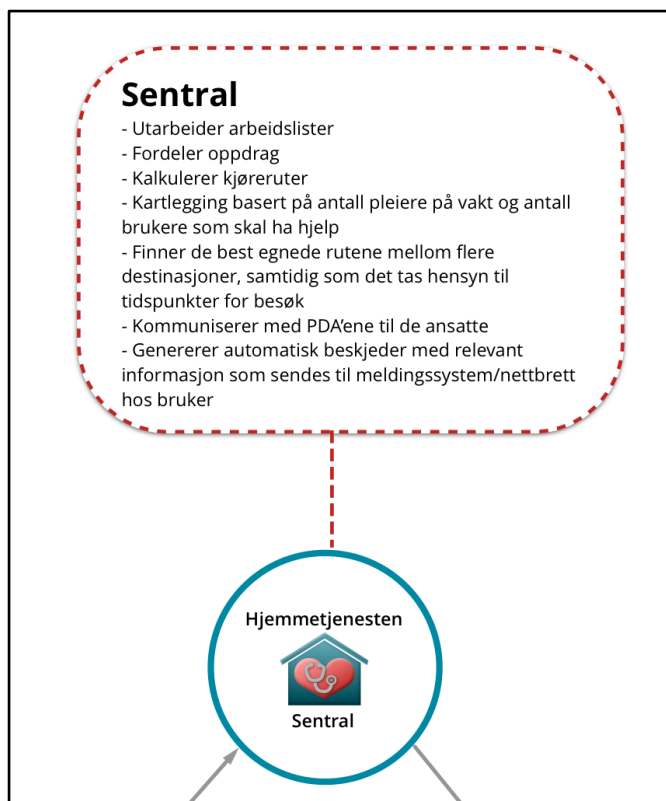 Sentral
- Utarbeider arbeidslister
- Fordeler oppdrag
- Kalkulerer kjøreruter
- Kartlegging basert på antall pleiere på vakt og antall
brukere som skal ha hjelp
- Finner de best egnede rutene mellom flere
destinasjoner, samtidig som det tas hensyn til
tidspunkter for besøk
- Kommuniserer med PDA'ene til de ansatte
- Genererer automatisk beskjeder med relevant
informasjon som sendes til meldingssystem/nettbrett
hos bruker
Hjemmetjenesten
Sentral